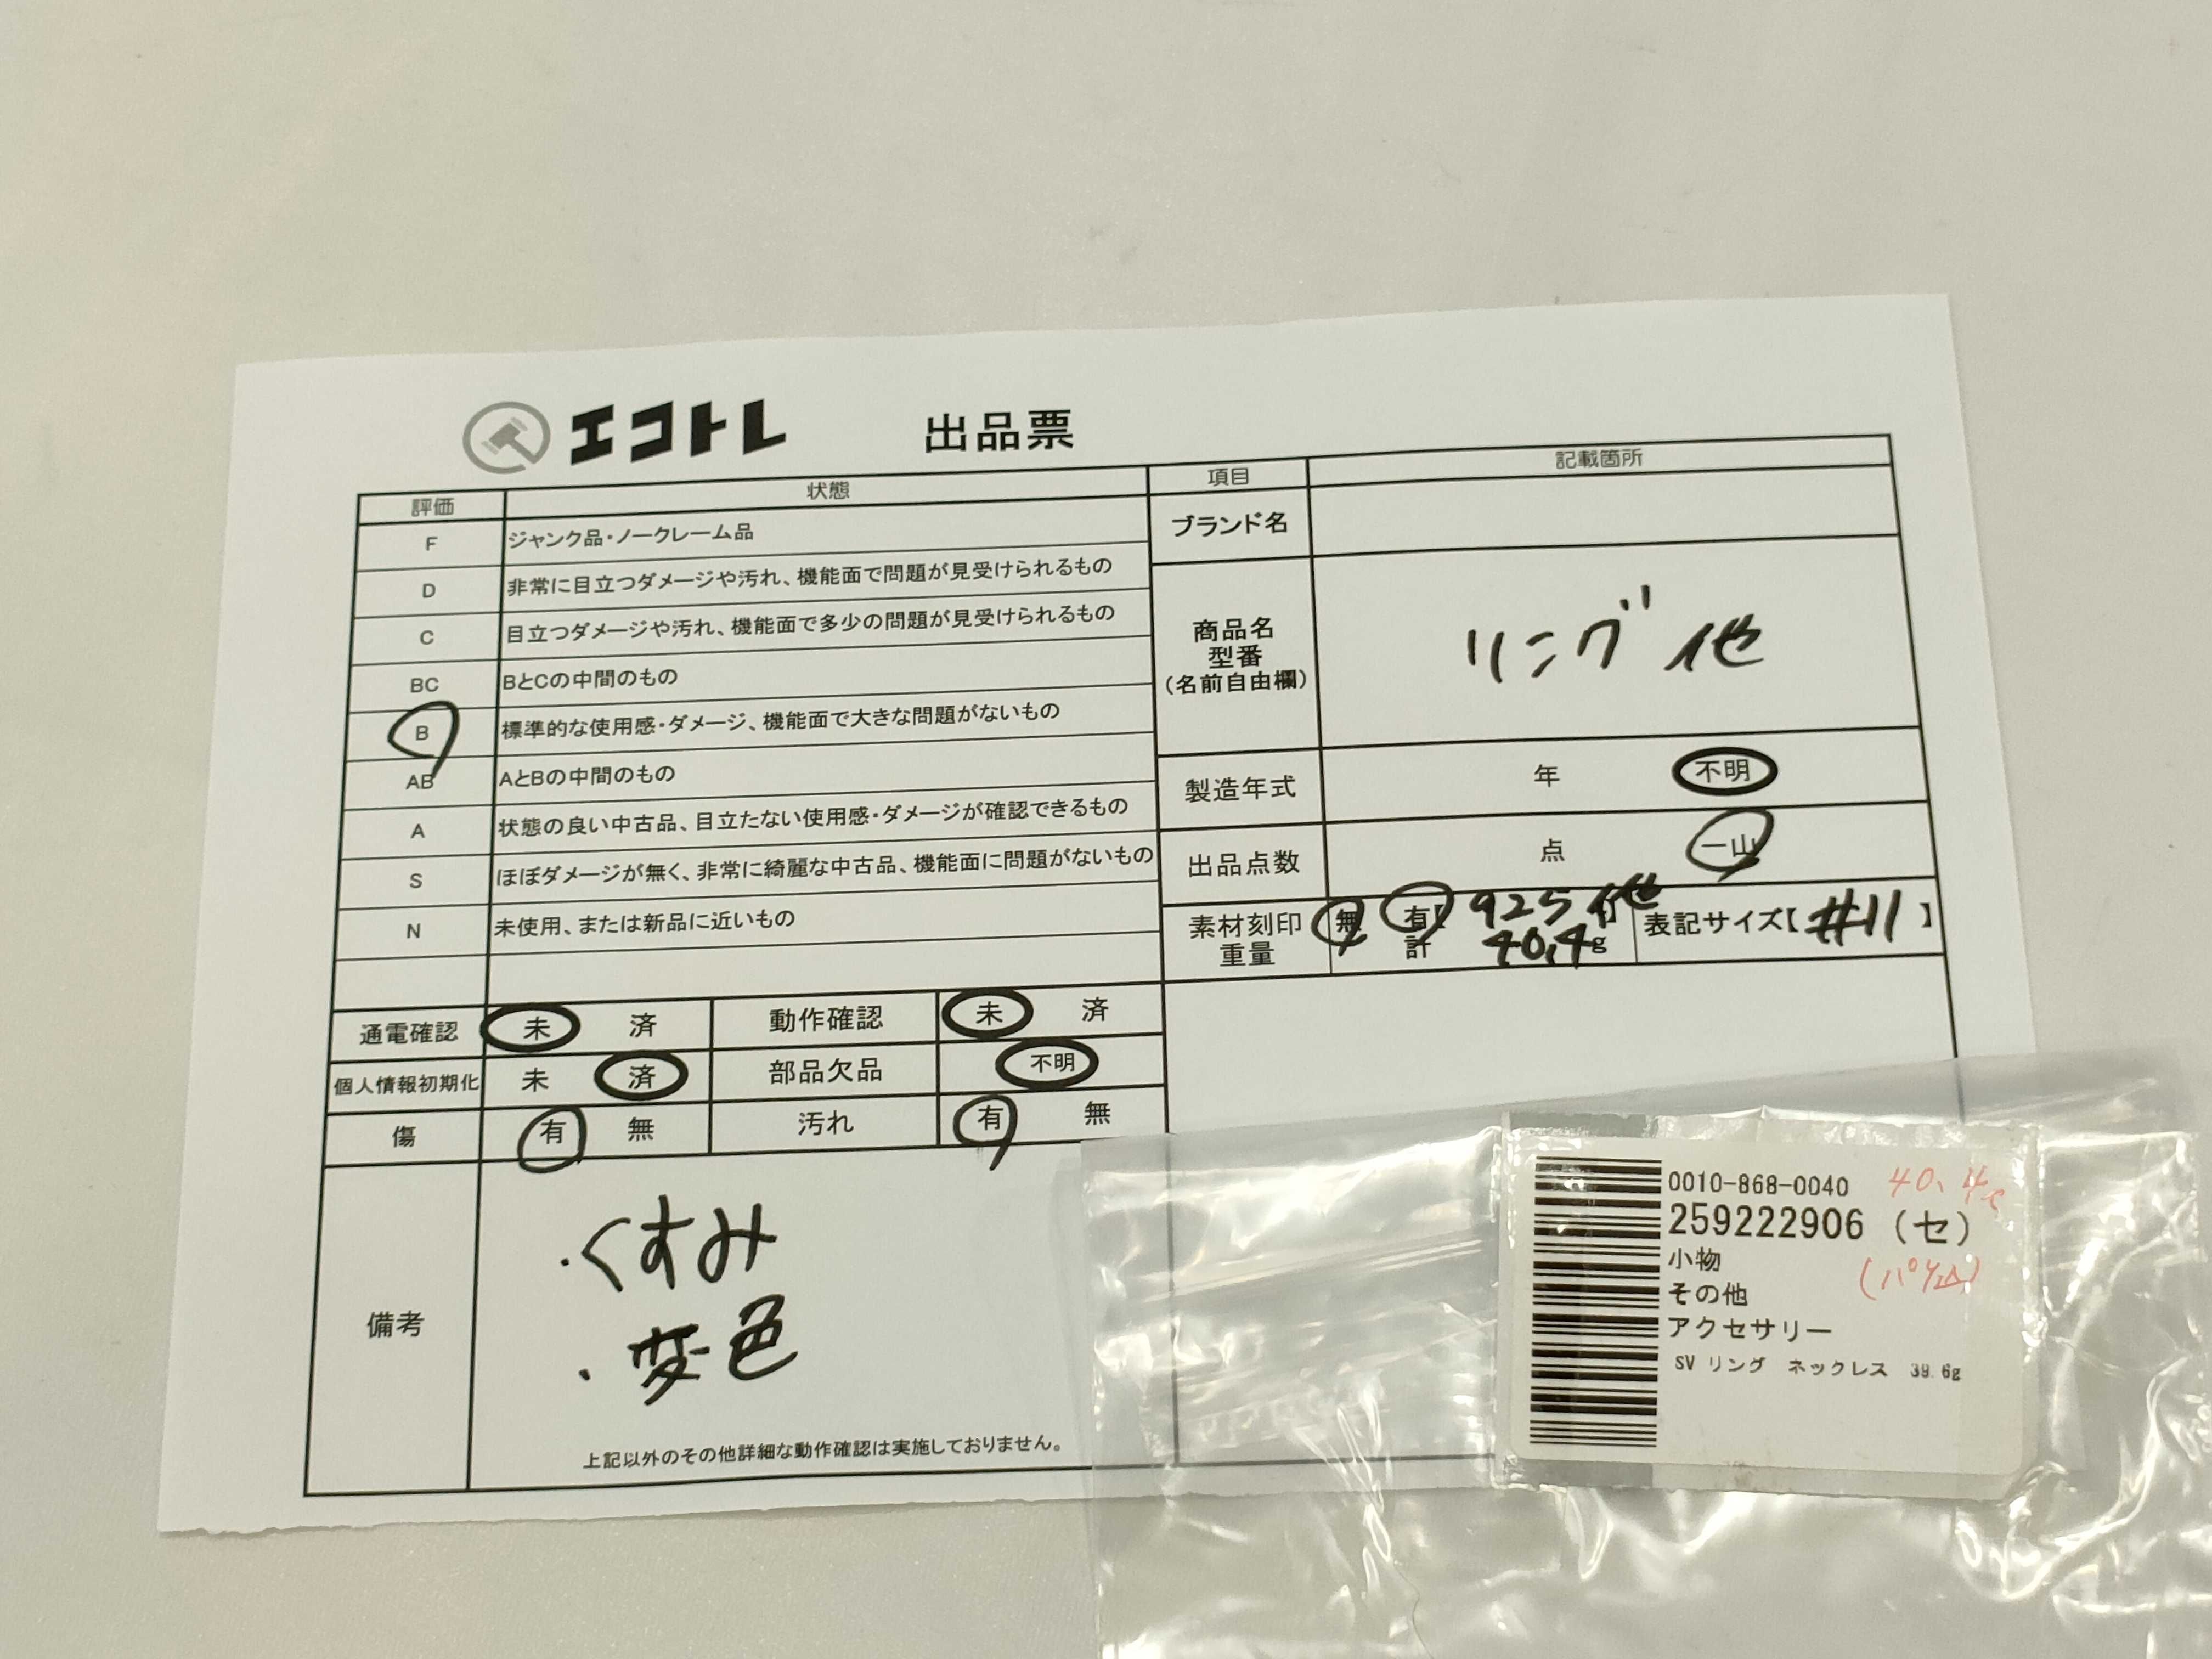 エコトレ 出品票
評価 状態
F ジャンク品・ノークレーム品
D 非常に目立つダメージや汚れ、機能面で問題が見受けられるもの
C 目立つダメージや汚れ、機能面で多少の問題が見受けられるもの
BC BとCの中間のもの
B 標準的な使用感・ダメージ、機能面で大きな問題がないもの
AB AとBの中間のもの
A 状態の良い中古品、目立たない使用感・ダメージが確認できるもの
S ほぼダメージが無く、非常に綺麗な中古品、機能面に問題がないもの
N 未使用、または新品に近いもの
項目 記載箇所
ブランド名
商品名
型番
(名前自由欄)
リング 他
製造年式 年 不明
出品点数 点 一山
素材刻印 無 有【 925 他 】
重量 計 40.4g
表記サイズ【 #11 】
通電確認 未 済 動作確認 未 済
個人情報初期化 未 済 部品欠品 不明
傷 有 無 汚れ 有 無
備考
・くすみ
・変色
上記以外のその他詳細な動作確認は実施しておりません。
0010-868-0040 40.4g
259222906 (セ)
小物
その他
アクセサリー
SV リング ネックレス 39.6g